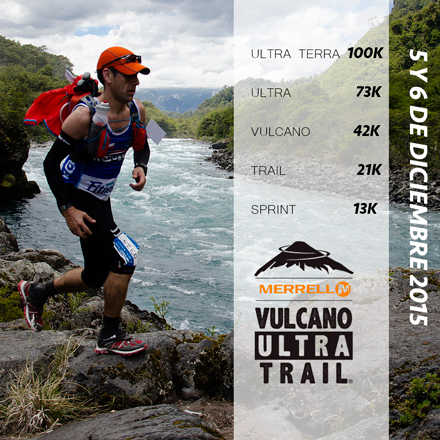 ULTRA TERRA 100K
ULTRA 73K
VULCANO 42K
TRAIL 21K
SPRINT 13K
5 Y 6 DE DICIEMBRE 2015
MERRELL
VULCANO
ULTRA
TRAIL®